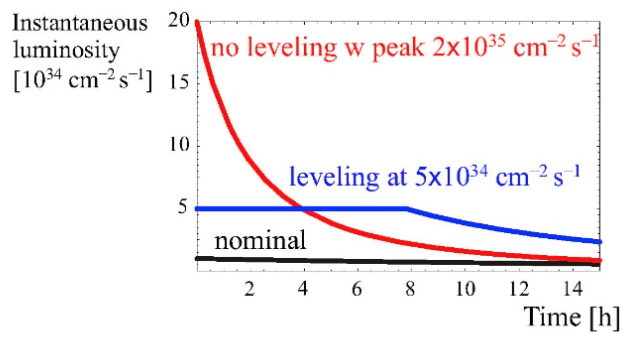 Instantaneous
luminosity
[10³⁴ cm⁻² s⁻¹]
20
15
10
5
no leveling w peak 2x10³⁵ cm⁻² s⁻¹
leveling at 5x10³⁴ cm⁻² s⁻¹
nominal
2 4 6 8 10 12 14
Time [h]